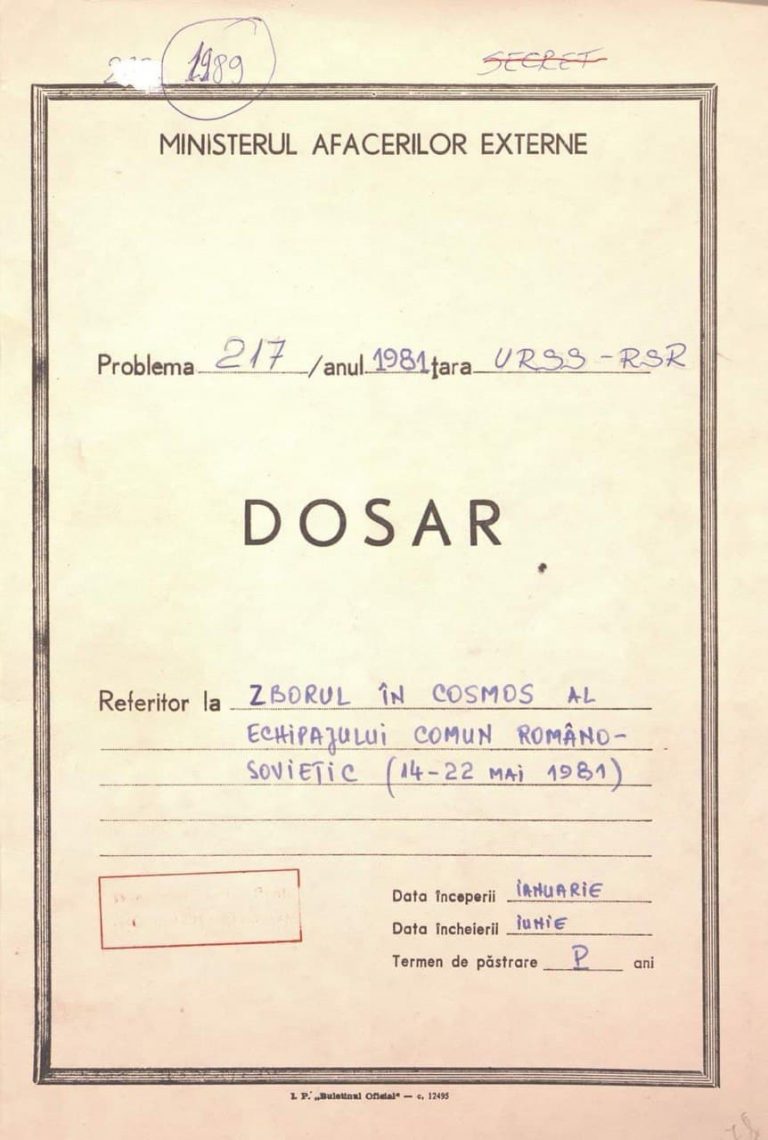 1989
SECRET
MINISTERUL AFACERILOR EXTERNE
Problema 217 /anul 1981 țara URSS - RSR
DOSAR
Referitor la ZBORUL ÎN COSMOS AL
ECHIPAJULUI COMUN ROMÂNO-
SOVIETIC (14-22 MAI 1981)
Data începerii IANUARIE
Data încheierii IUNIE
Termen de păstrare P ani
I. P. „Buletinul Oficial" — c. 12495